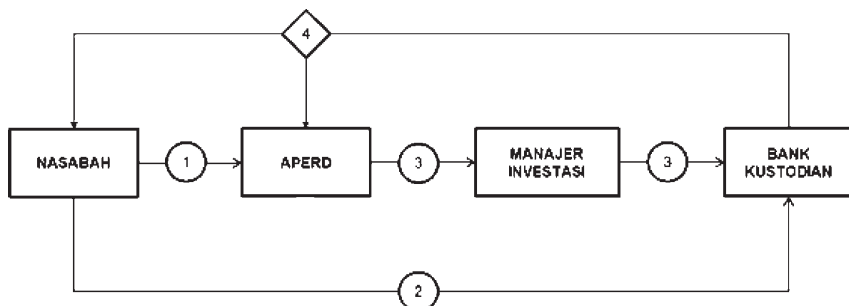 4
NASABAH
1
APERD
3
MANAJER
INVESTASI
3
BANK
KUSTODIAN
2